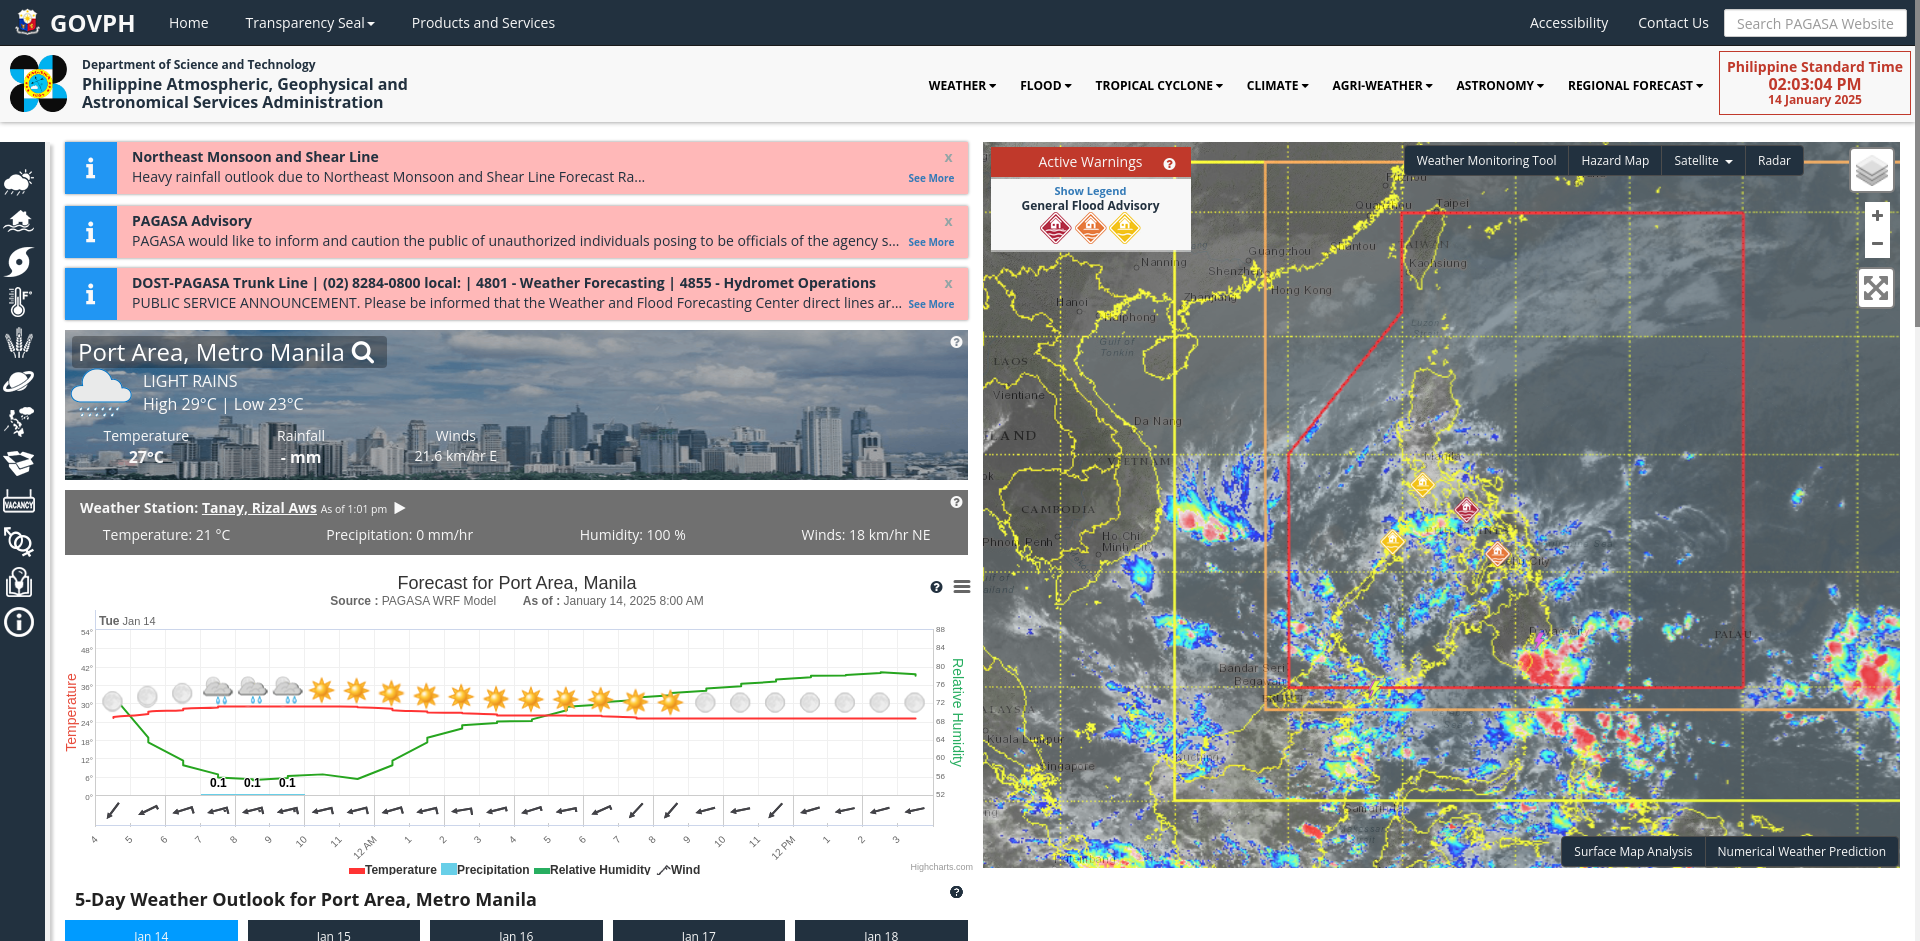 GOVPH
Home
Transparency Seal
Products and Services
Accessibility
Contact Us
Search PAGASA Website
Department of Science and Technology
Philippine Atmospheric, Geophysical and
Astronomical Services Administration
WEATHER
FLOOD
TROPICAL CYCLONE
CLIMATE
AGRI-WEATHER
ASTRONOMY
REGIONAL FORECAST
Philippine Standard Time
02:03:04 PM
14 January 2025
Northeast Monsoon and Shear Line
x
Heavy rainfall outlook due to Northeast Monsoon and Shear Line Forecast Ra...
See More
PAGASA Advisory
x
PAGASA would like to inform and caution the public of unauthorized individuals posing to be officials of the agency s...
See More
DOST-PAGASA Trunk Line | (02) 8284-0800 local: | 4801 - Weather Forecasting | 4855 - Hydromet Operations
x
PUBLIC SERVICE ANNOUNCEMENT. Please be informed that the Weather and Flood Forecasting Center direct lines ar...
See More
VACANCY
Port Area, Metro Manila
LIGHT RAINS
High 29°C | Low 23°C
Temperature
27°C
Rainfall
- mm
Winds
21.6 km/hr E
Weather Station: Tanay, Rizal Aws As of 1:01 pm
Temperature: 21 °C
Precipitation: 0 mm/hr
Humidity: 100 %
Winds: 18 km/hr NE
Forecast for Port Area, Manila
Source : PAGASA WRF Model As of : January 14, 2025 8:00 AM
Tue Jan 14
Temperature
54°
48°
42°
36°
30°
24°
18°
12°
6°
0°
88
84
80
76
72
68
64
60
56
52
Relative Humidity
0.1
0.1
0.1
4
5
6
7
8
9
10
11
12 AM
1
2
3
4
5
6
7
8
9
10
11
12 PM
1
2
3
Temperature
Precipitation
Relative Humidity
Wind
Highcharts.com
5-Day Weather Outlook for Port Area, Metro Manila
Jan 14
Jan 15
Jan 16
Jan 17
Jan 18
Active Warnings
Show Legend
General Flood Advisory
Weather Monitoring Tool
Hazard Map
Satellite
Radar
+
−
Taipei
Guangzhou
Kaohsiung
Nanning
Shenzhen
Hong Kong
Zhanjiang
Hanoi
Haiphong
Gulf of
Tonkin
LAOS
Vientiane
Da Nang
VIETNAM
CAMBODIA
Phnom Penh
Ho Chi
Minh City
Bandar Seri
Begawan
PALAU
Kuala Lumpur
Singapore
Surface Map Analysis
Numerical Weather Prediction